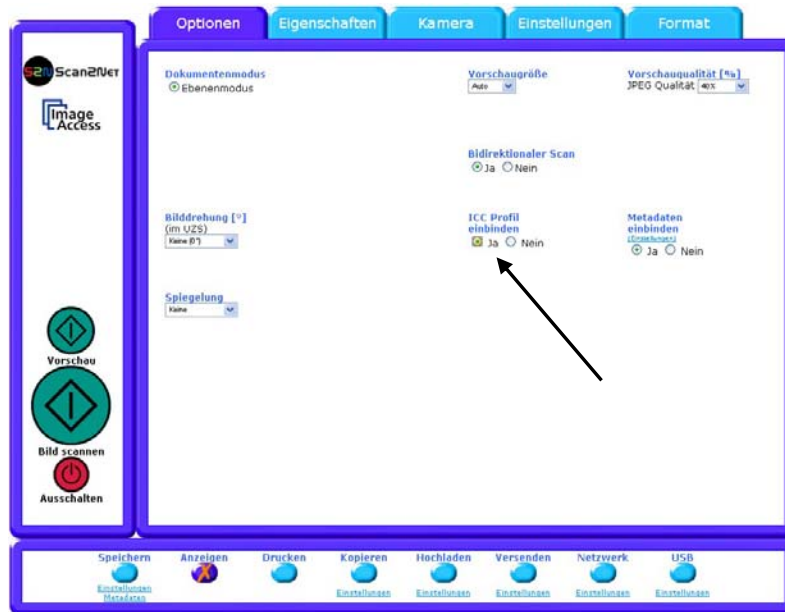 Optionen Eigenschaften Kamera Einstellungen Format
S2N Scan2Net
Image
Access
Dokumentenmodus
Ebenenmodus
Vorschaugröße
Auto
Vorschauqualität [%]
JPEG Qualität 40%
Bidirektionaler Scan
Ja Nein
Bilddrehung [°]
(im UZS)
Keine (0°)
ICC Profil
einbinden
Ja Nein
Metadaten
einbinden
(Einstellungen)
Ja Nein
Spiegelung
Keine
Vorschau
Bild scannen
Ausschalten
Speichern Anzeigen Drucken Kopieren Hochladen Versenden Netzwerk USB
Einstellungen Einstellungen Einstellungen Einstellungen Einstellungen Einstellungen
Metadaten